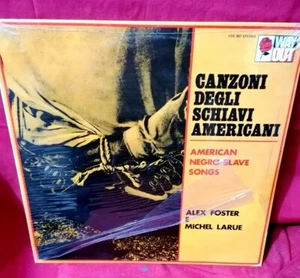 WAY
OUT
CANZONI
DEGLI
SCHIAVI
AMERICANI
AMERICAN
NEGRO SLAVE
SONGS
ALEX FOSTER
E
MICHEL LARUE